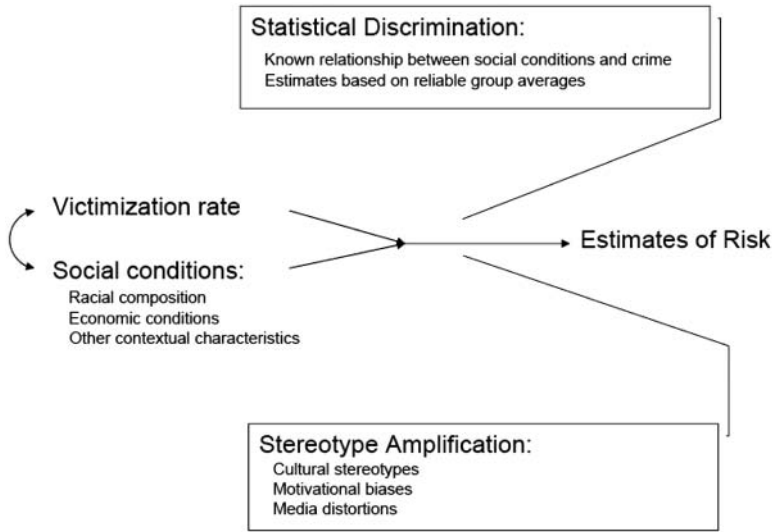 Statistical Discrimination:
Known relationship between social conditions and crime
Estimates based on reliable group averages
Victimization rate
Estimates of Risk
Social conditions:
Racial composition
Economic conditions
Other contextual characteristics
Stereotype Amplification:
Cultural stereotypes
Motivational biases
Media distortions